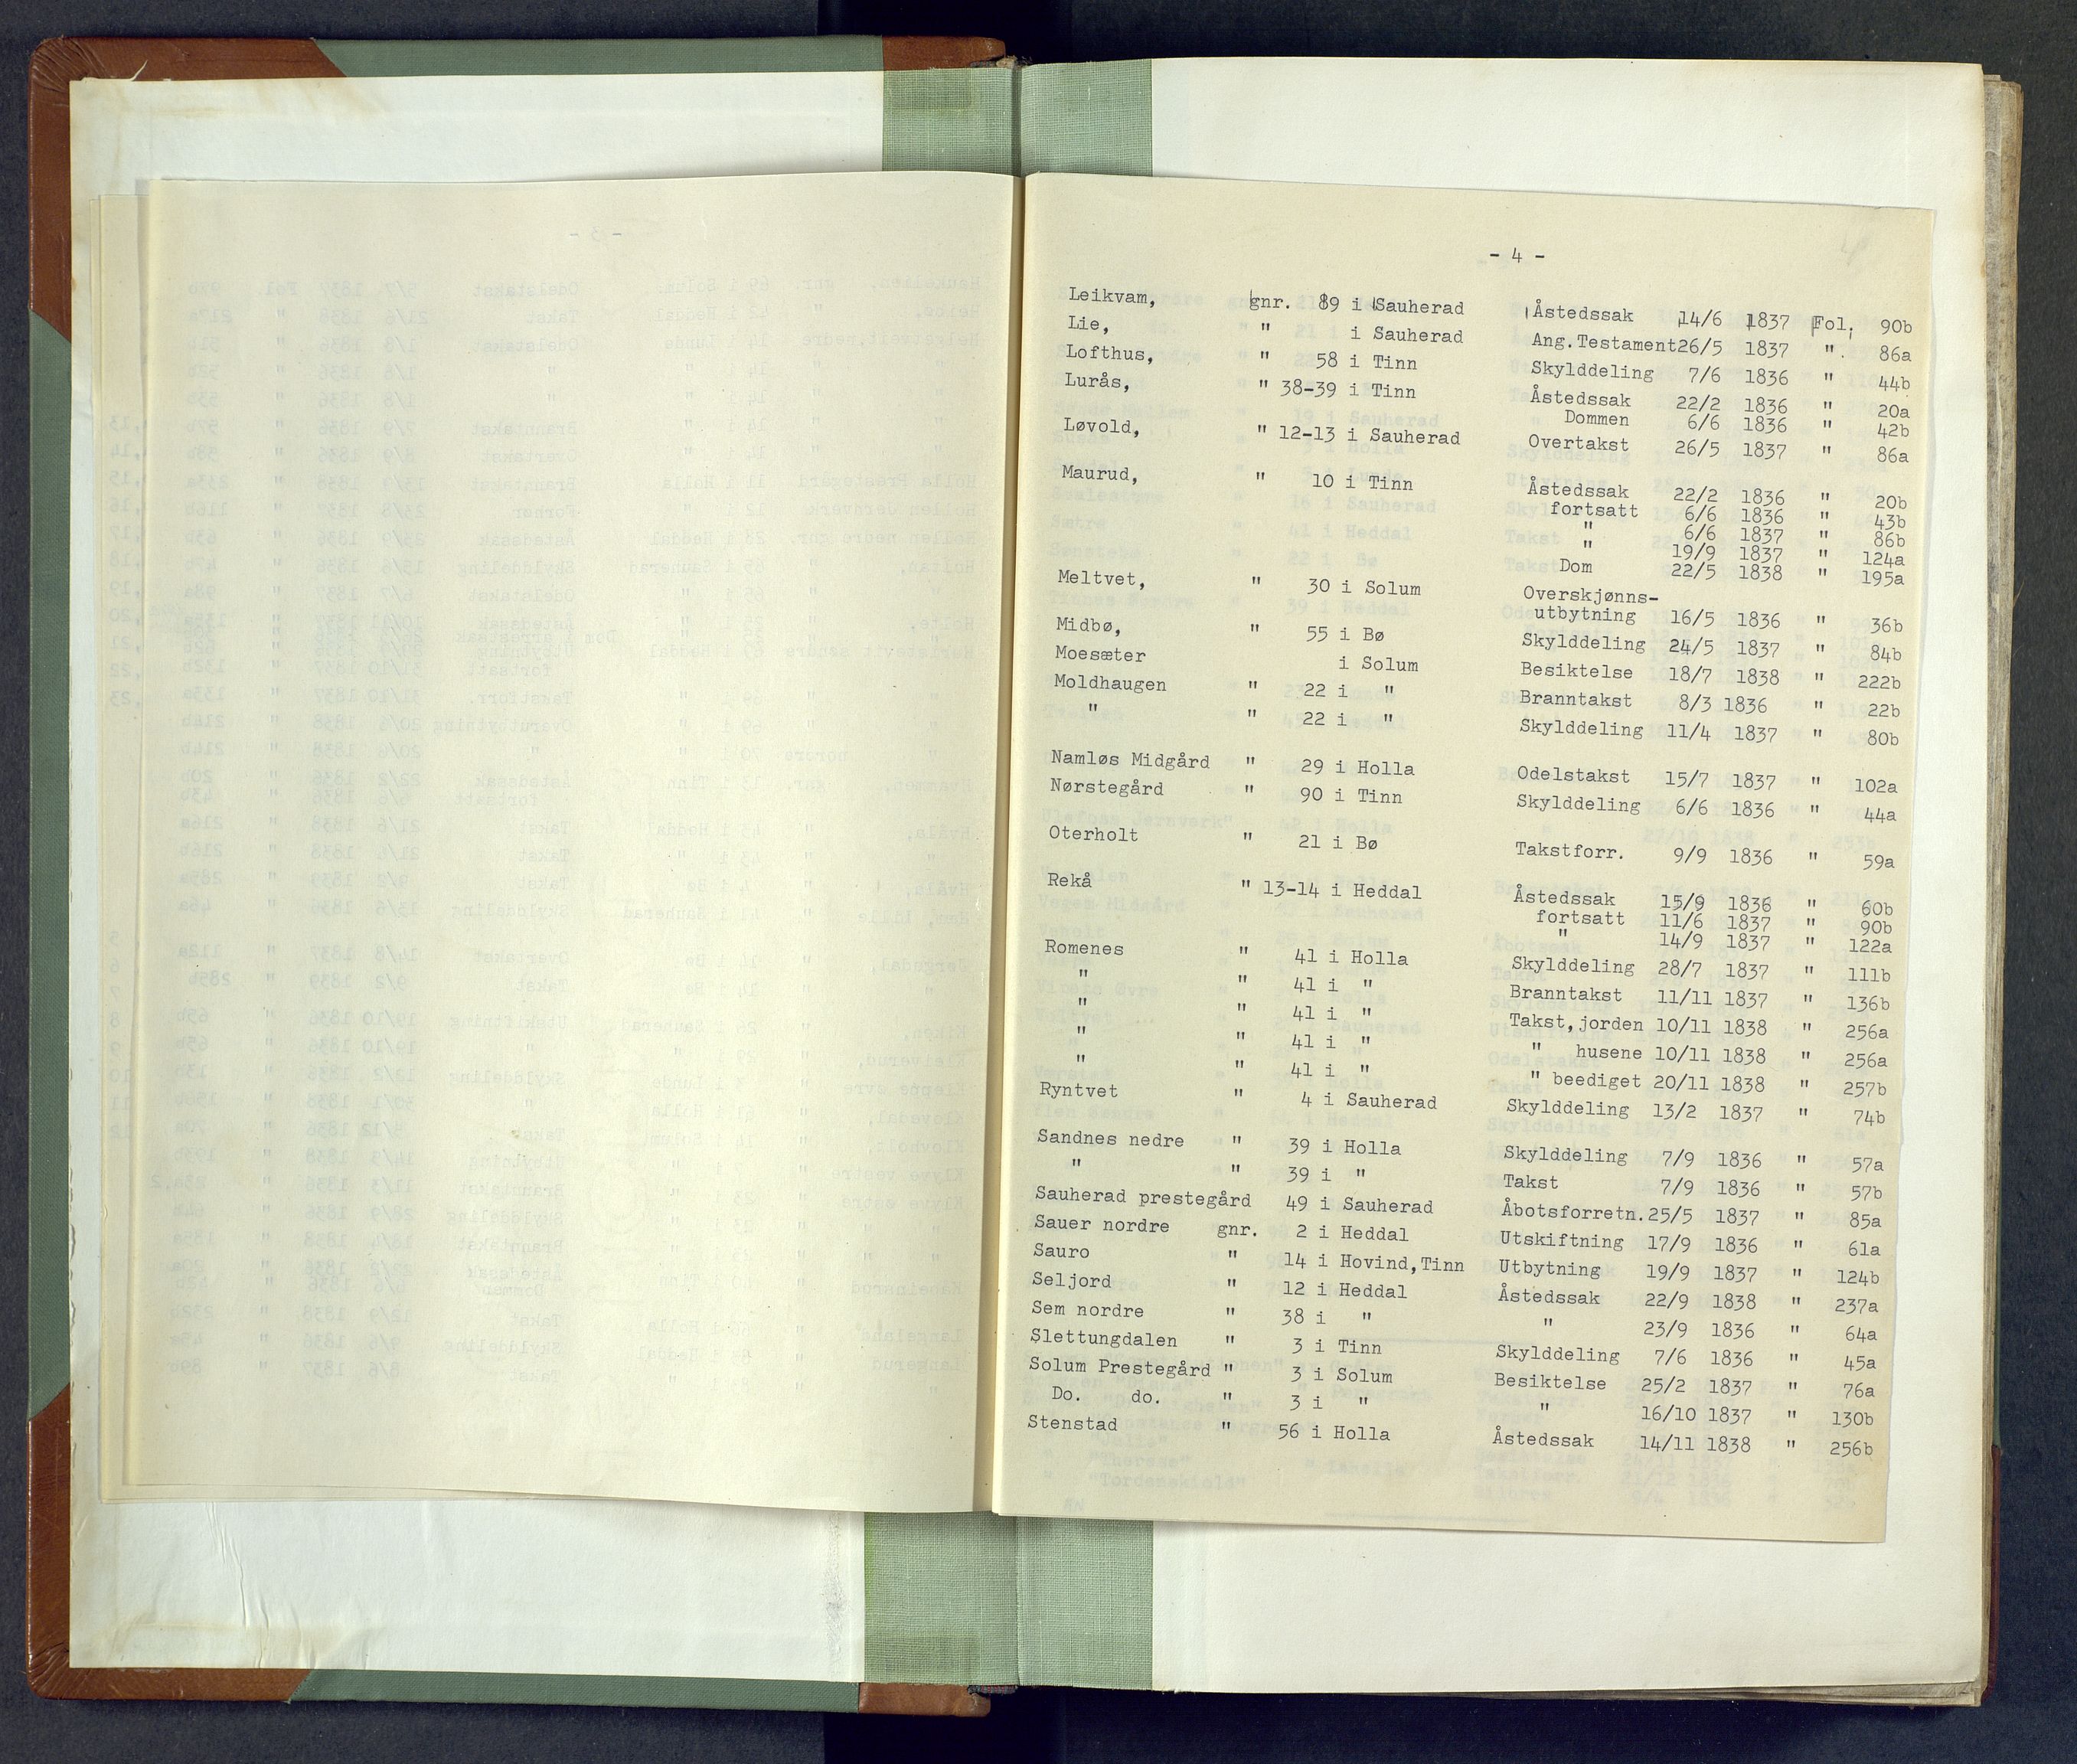 - 4 -
Leikvam, gnr. 89 i Sauherad Åstedssak 14/6 1837 Fol. 90b
Lie, " i Sauherad Ang.Testament26/5 1837 " 86a
Lofthus, " 58 i Tinn Skylddeling 7/6 1836 " 44b
Lurås, " 38-39 i Tinn Åstedssak 22/2 1836 " 20a
Dommen 6/6 1836 " 42b
Løvold, " 12-13 i Sauherad Overtakst 26/5 1837 " 86a
Maurud, " 10 i Tinn Åstedssak 22/2 1836 " 20b
fortsatt 6/6 1836 " 43b
" 6/6 1837 " 86b
" 19/9 1837 " 124a
Dom 22/5 1838 " 195a
Meltvet, " 30 i Solum Overskjønns-
utbytning 16/5 1836 " 36b
Midbø, " 55 i Bø Skylddeling 24/5 1837 " 84b
Moesæter i Solum Besiktelse 18/7 1838 " 222b
Moldhaugen " 22 i " Branntakst 8/3 1836 " 22b
" " 22 i " Skylddeling 11/4 1837 " 80b
Namløs Midgård " 29 i Holla Odelstakst 15/7 1837 " 102a
Nørstegård " 90 i Tinn Skylddeling 6/6 1836 " 44a
Oterholt " 21 i Bø Takstforr. 9/9 1836 " 59a
Rekå " 13-14 i Heddal Åstedssak 15/9 1836 " 60b
fortsatt 11/6 1837 " 90b
" 14/9 1837 " 122a
Romenes " 41 i Holla Skylddeling 28/7 1837 " 111b
" " 41 i " Branntakst 11/11 1837 " 136b
" " 41 i " Takst,jorden 10/11 1838 " 256a
" " 41 i " " husene 10/11 1838 " 256a
" " 41 i " " beediget 20/11 1838 " 257b
Ryntvet " 4 i Sauherad Skylddeling 13/2 1837 " 74b
Sandnes nedre " 39 i Holla Skylddeling 7/9 1836 " 57a
" " 39 i " Takst 7/9 1836 " 57b
Sauherad prestegård 49 i Sauherad Åbotsforretn.25/5 1837 " 85a
Sauer nordre gnr. 2 i Heddal Utskiftning 17/9 1836 " 61a
Sauro " 14 i Hovind,Tinn Utbytning 19/9 1837 " 124b
Seljord " 12 i Heddal Åstedssak 22/9 1838 " 237a
Sem nordre " 38 i " " 23/9 1836 " 64a
Slettungdalen " 3 i Tinn Skylddeling 7/6 1836 " 45a
Solum Prestegård " 3 i Solum Besiktelse 25/2 1837 " 76a
Do. do. " 3 i " " 16/10 1837 " 130b
Stenstad " 56 i Holla Åstedssak 14/11 1838 " 256b